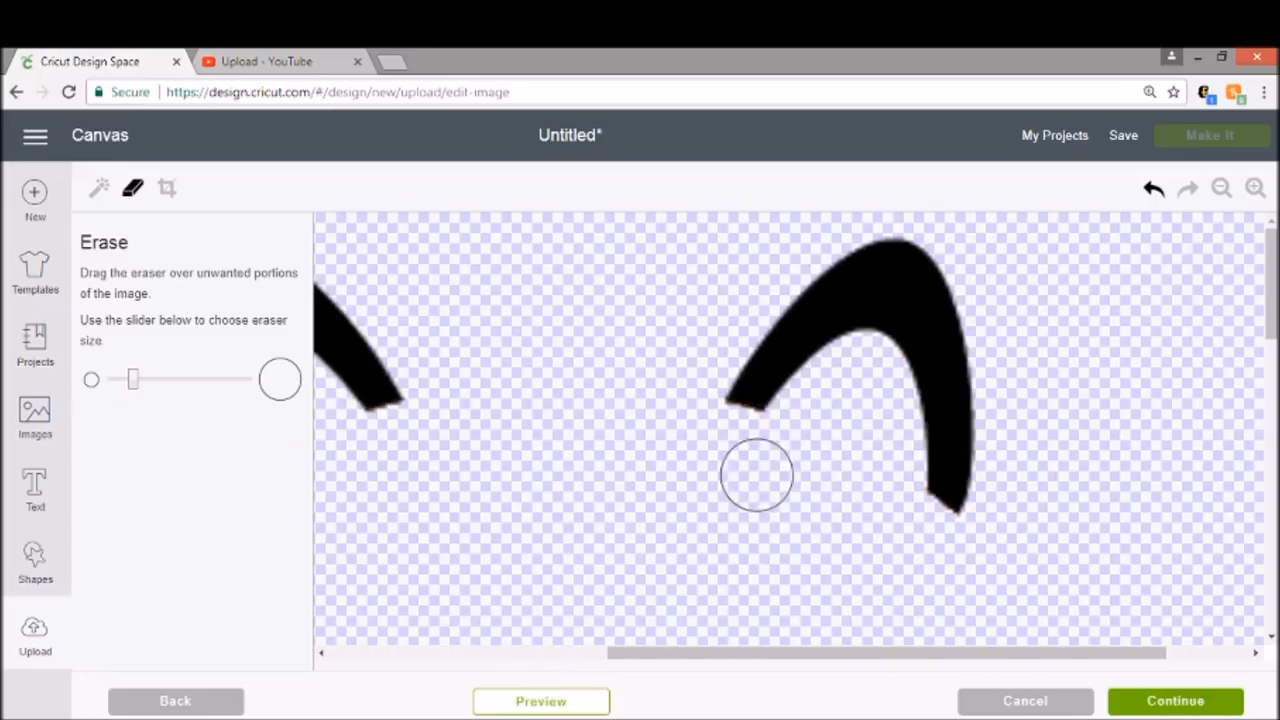 Cricut Design Space
Upload - YouTube
Secure
https://design.cricut.com/#/design/new/upload/edit-image
Canvas
Untitled*
My Projects
Save
Make It
New
Templates
Projects
Images
Text
Shapes
Upload
Erase
Drag the eraser over unwanted portions
of the image.
Use the slider below to choose eraser
size.
Back
Preview
Cancel
Continue